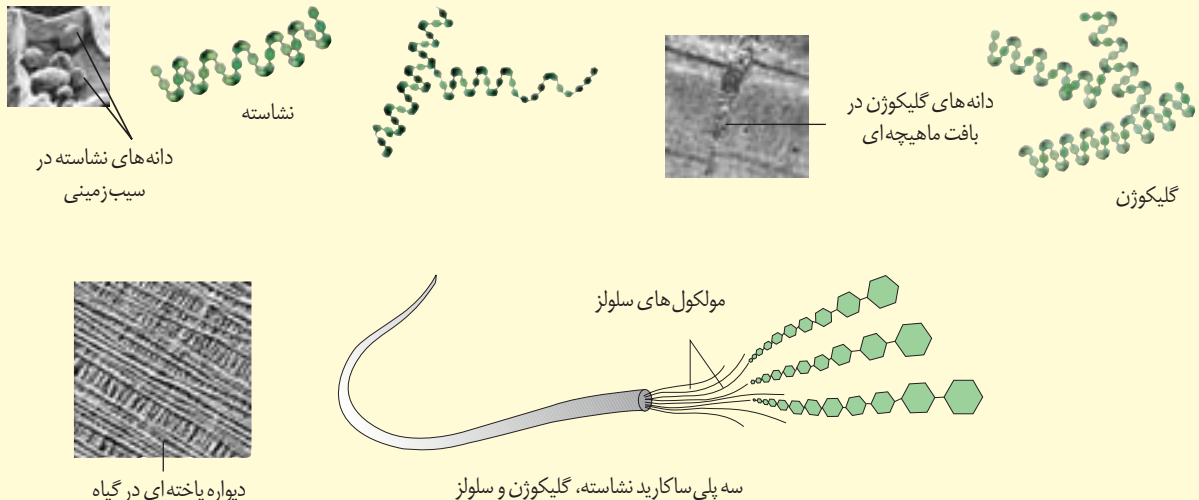 نشاسته
دانه‌های نشاسته در
سیب‌زمینی
دانه‌های گلیکوژن در
بافت ماهیچه‌ای
گلیکوژن
مولکول‌های سلولز
دیواره یاخته‌ای در گیاه
سه پلی‌ساکارید نشاسته، گلیکوژن و سلولز